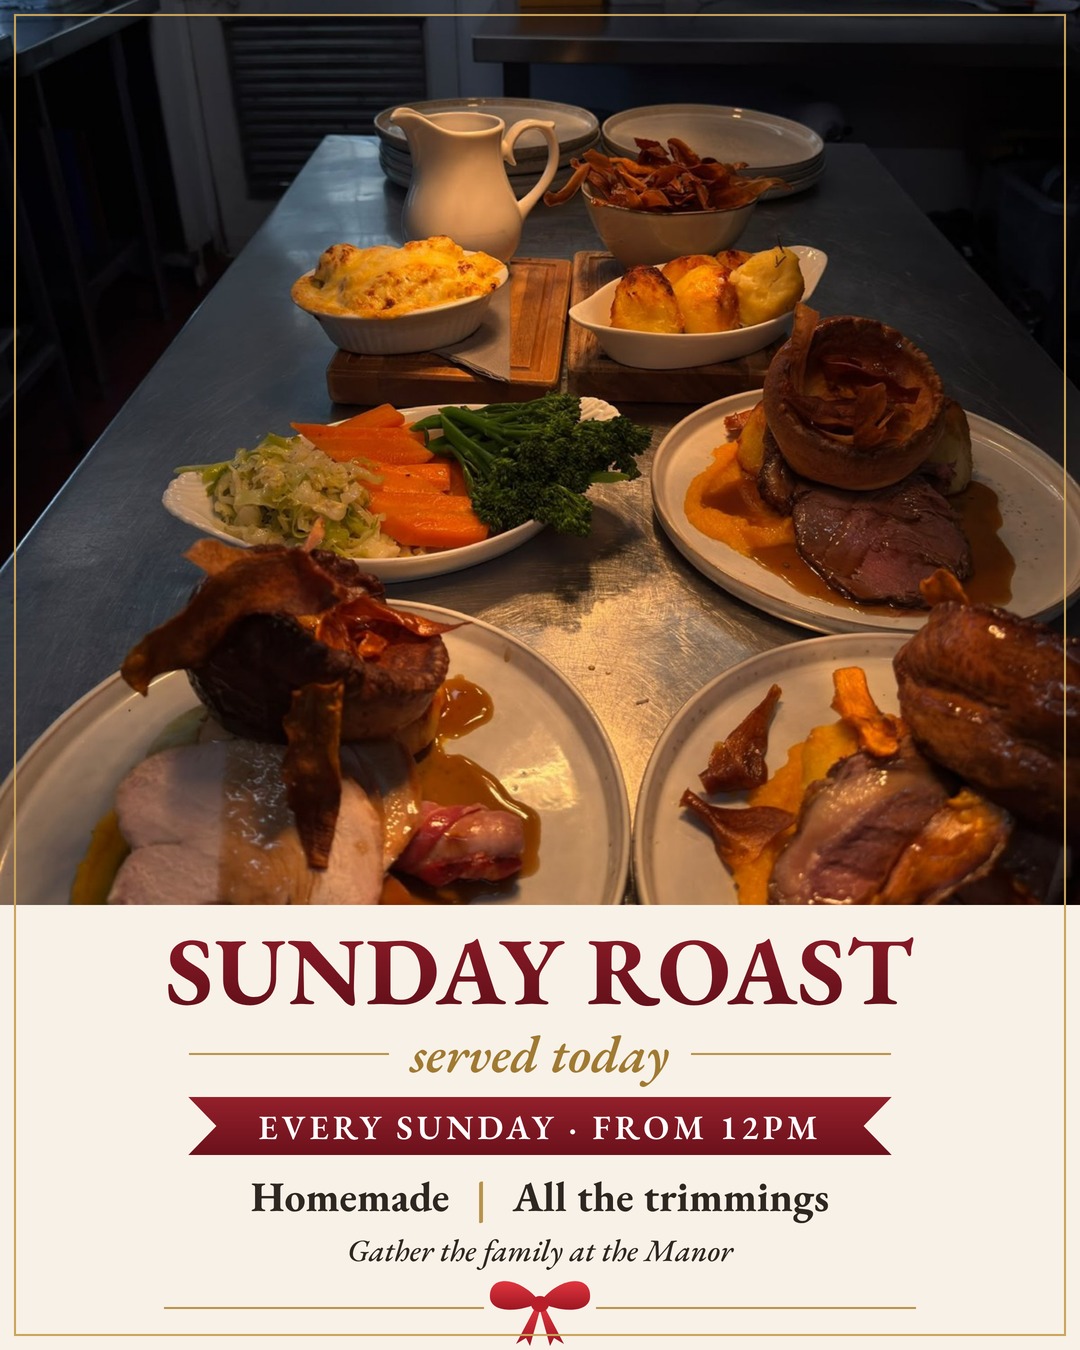 SUNDAY ROAST
served today
EVERY SUNDAY · FROM 12PM
Homemade | All the trimmings
Gather the family at the Manor